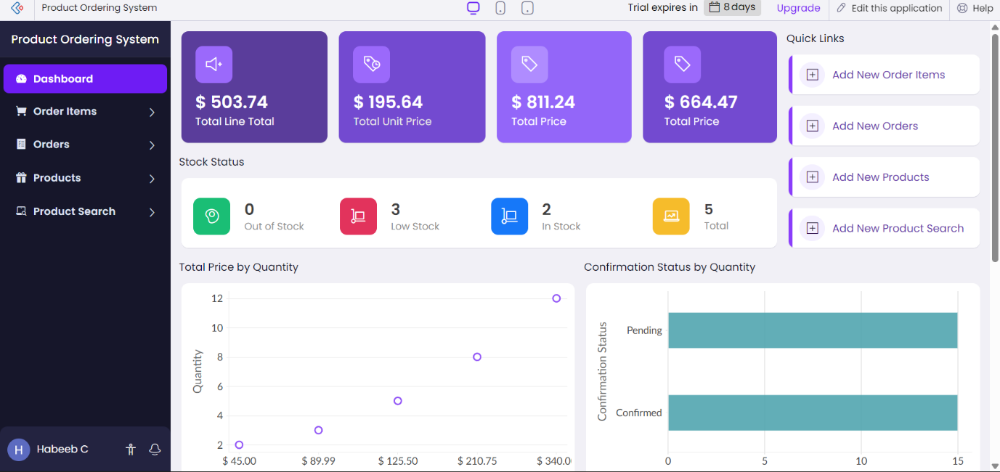 Product Ordering System
Trial expires in
8 days
Upgrade
Edit this application
Help
Product Ordering System
Dashboard
Order Items
Orders
Products
Product Search
H
Habeeb C
$ 503.74
Total Line Total
$ 195.64
Total Unit Price
$ 811.24
Total Price
$ 664.47
Total Price
Quick Links
Add New Order Items
Add New Orders
Add New Products
Add New Product Search
Stock Status
0
Out of Stock
3
Low Stock
2
In Stock
5
Total
Total Price by Quantity
Quantity
12
10
8
6
4
2
$ 45.00
$ 89.99
$ 125.50
$ 210.75
$ 340.0
Confirmation Status by Quantity
Confirmation Status
Pending
Confirmed
0
5
10
15